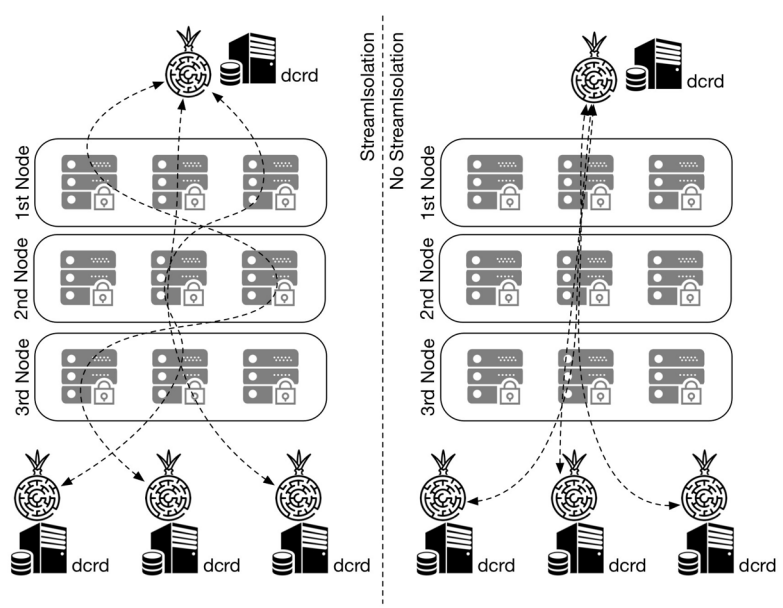 dcrd
StreamIsolation
No StreamIsolation
dcrd
1st Node
2nd Node
3rd Node
1st Node
2nd Node
3rd Node
dcrd
dcrd
dcrd
dcrd
dcrd
dcrd